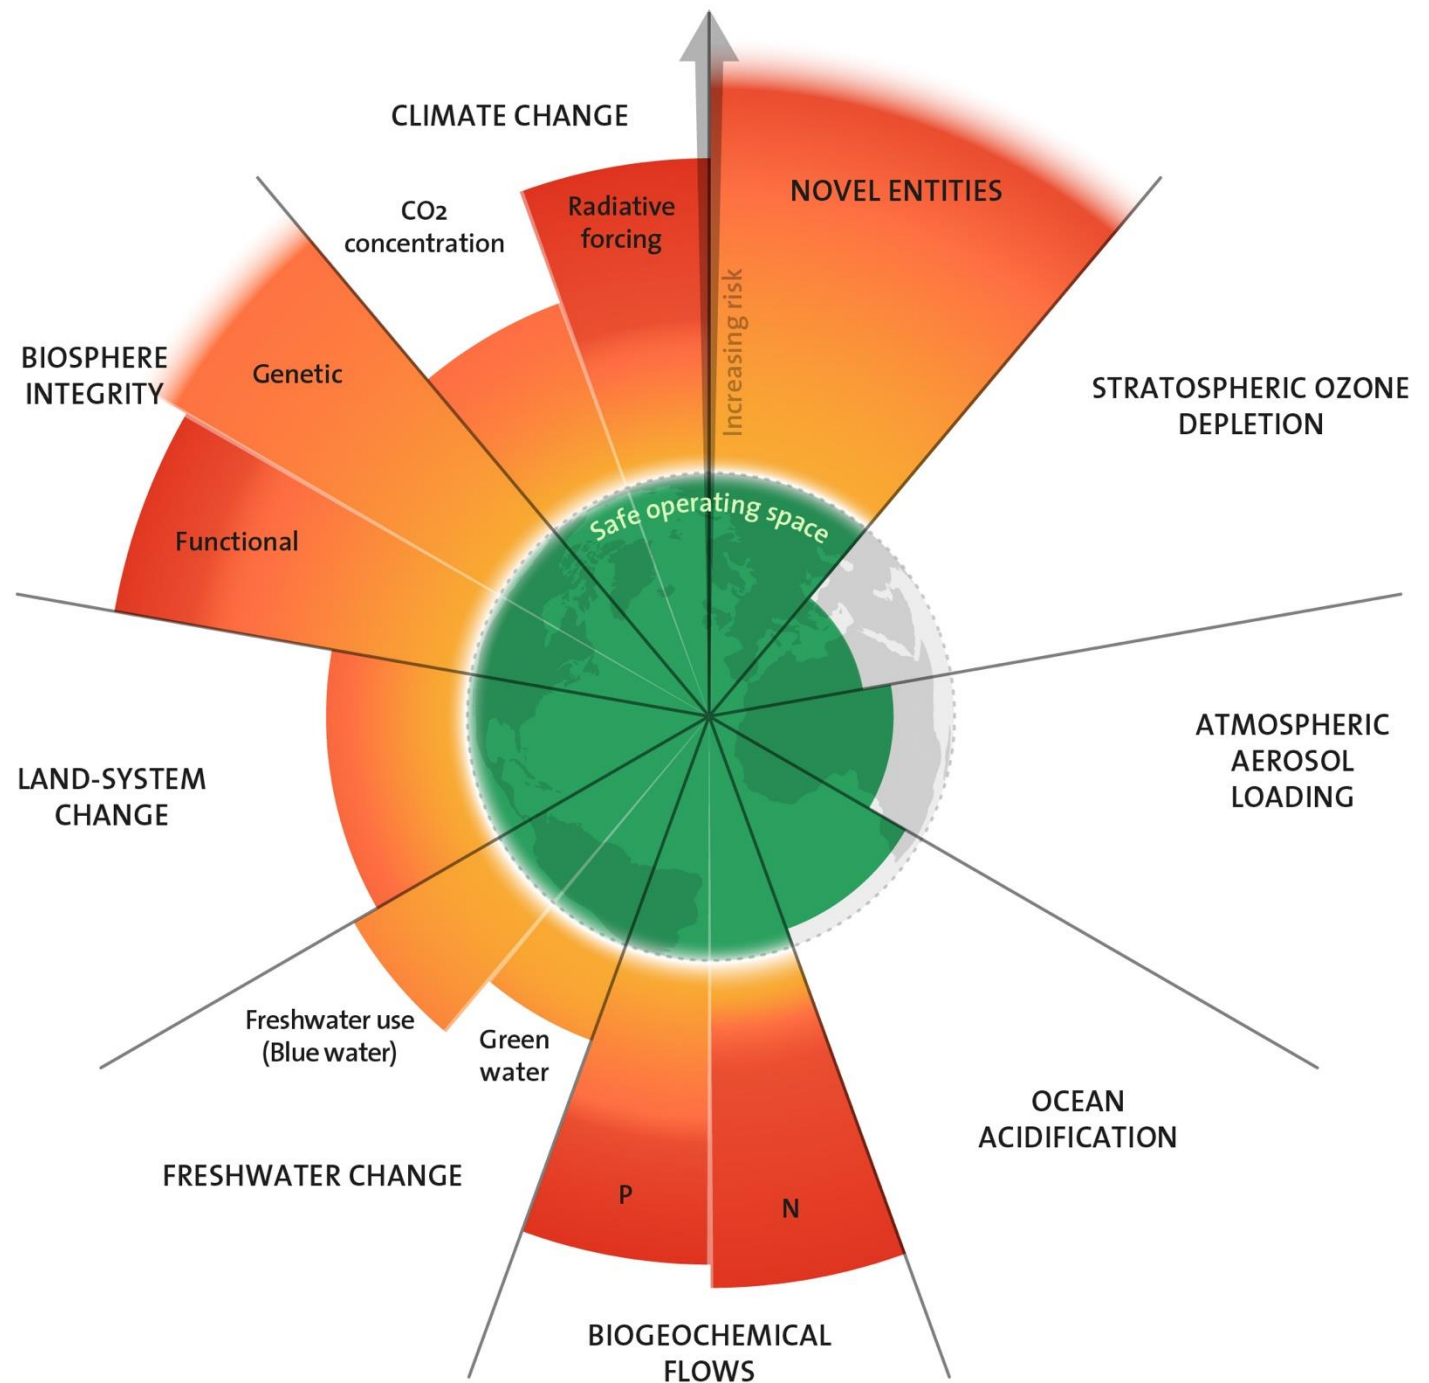 CLIMATE CHANGE
CO2
concentration
Radiative
forcing
NOVEL ENTITIES
Increasing risk
BIOSPHERE
INTEGRITY
Genetic
Functional
STRATOSPHERIC OZONE
DEPLETION
Safe operating space
ATMOSPHERIC
AEROSOL
LOADING
LAND-SYSTEM
CHANGE
Freshwater use
(Blue water)
Green
water
FRESHWATER CHANGE
P
N
OCEAN
ACIDIFICATION
BIOGEOCHEMICAL
FLOWS